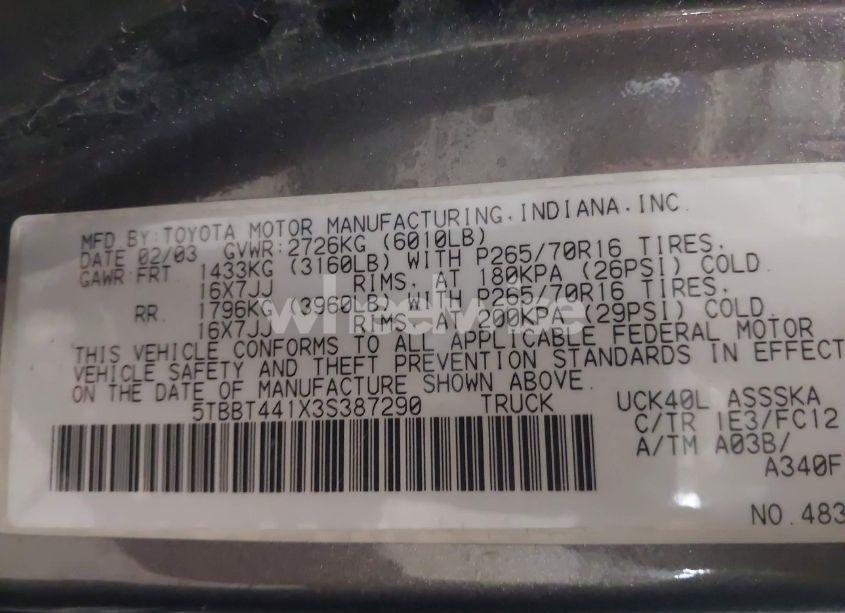 MFD BY:TOYOTA MOTOR MANUFACTURING,INDIANA,INC.
DATE 02/03 GVWR:2726KG (6010LB)
GAWR:FRT 1433KG (3160LB) WITH P265/70R16 TIRES,
16X7JJ RIMS, AT 180KPA (26PSI) COLD
RR. 1796KG (3960LB) WITH P265/70R16 TIRES,
16X7JJ RIMS, AT 200KPA (29PSI) COLD.
THIS VEHICLE CONFORMS TO ALL APPLICABLE FEDERAL MOTOR
VEHICLE SAFETY AND THEFT PREVENTION STANDARDS IN EFFECT
ON THE DATE OF MANUFACTURE SHOWN ABOVE.
5TBBT441X3S387290 TRUCK
UCK40L ASSSKA
C/TR 1E3/FC12
A/TM A03B/
A340F
NO.483